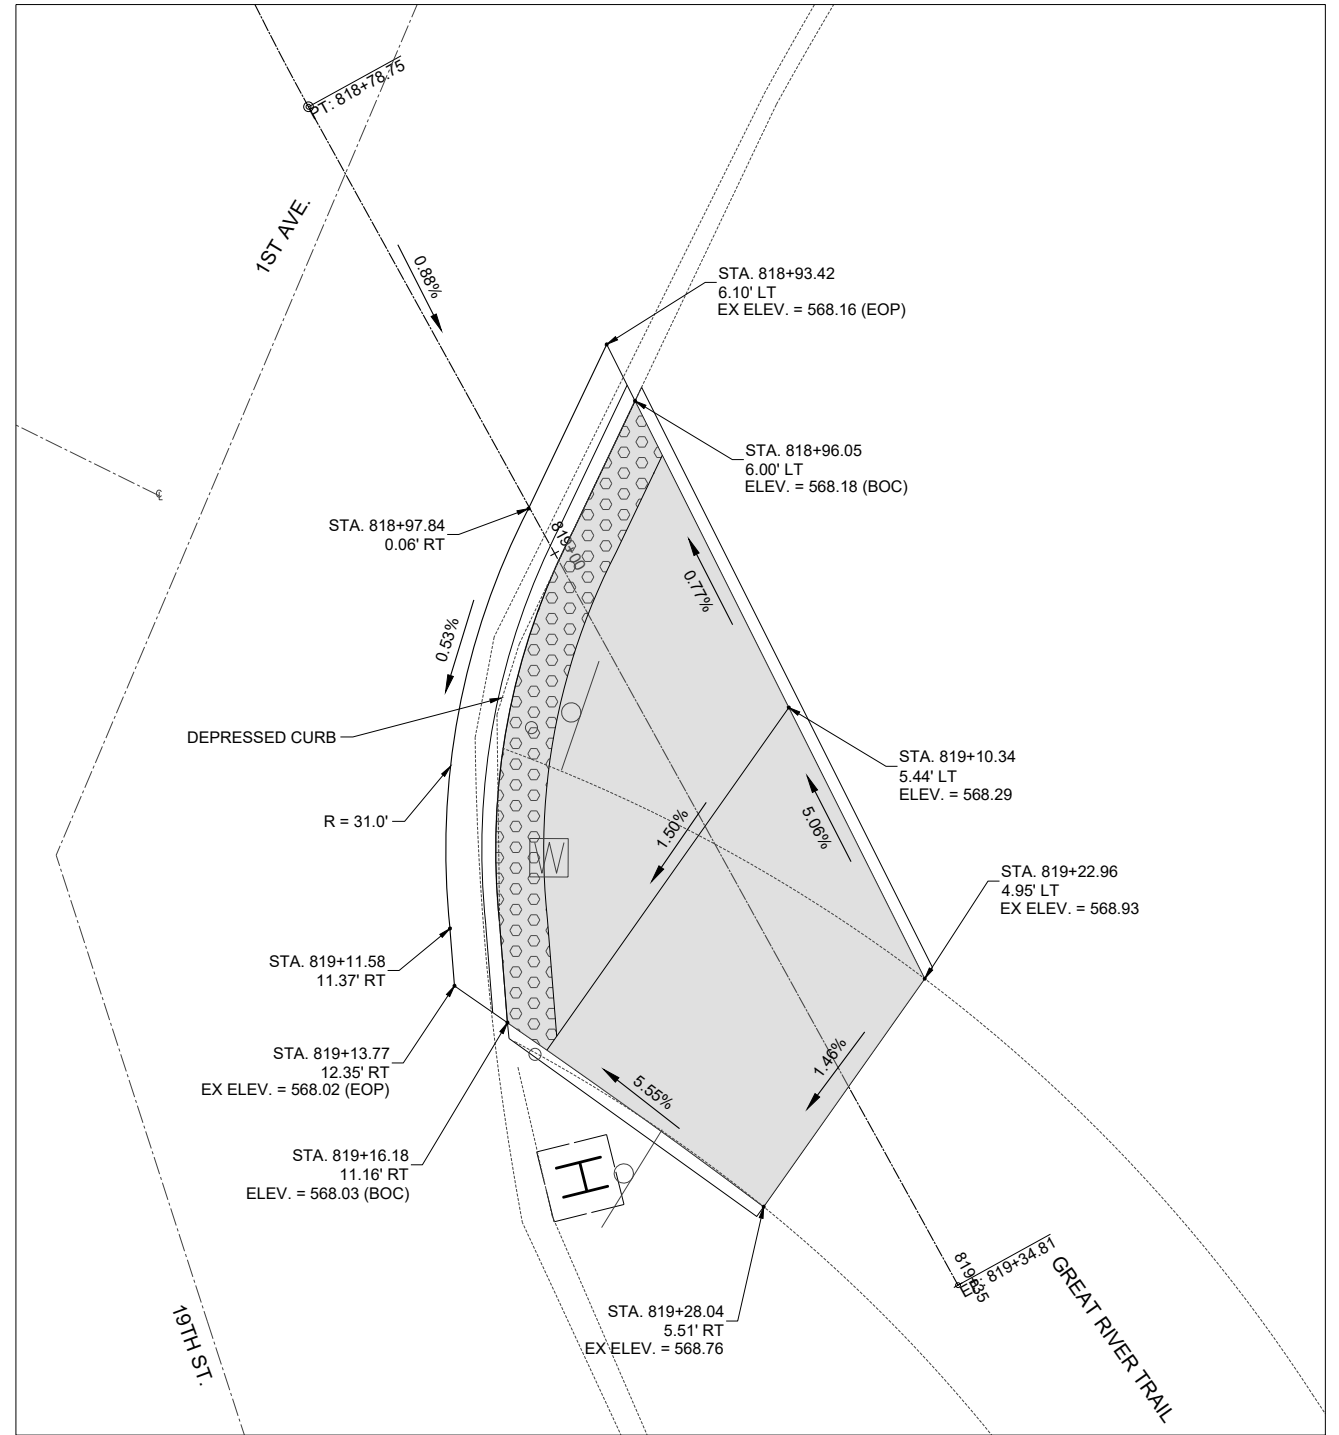 PT: 818+78.75
1ST AVE.
0.88%
STA. 818+93.42
6.10' LT
EX ELEV. = 568.16 (EOP)
STA. 818+96.05
6.00' LT
ELEV. = 568.18 (BOC)
STA. 818+97.84
0.06' RT
819+00
0.77%
0.53%
DEPRESSED CURB
STA. 819+10.34
5.44' LT
ELEV. = 568.29
R = 31.0'
1.50%
5.06%
W
STA. 819+22.96
4.95' LT
EX ELEV. = 568.93
STA. 819+11.58
11.37' RT
STA. 819+13.77
12.35' RT
EX ELEV. = 568.02 (EOP)
1.46%
5.55%
STA. 819+16.18
11.16' RT
ELEV. = 568.03 (BOC)
H
819+35
819+34.81
GREAT RIVER TRAIL
STA. 819+28.04
5.51' RT
EX ELEV. = 568.76
19TH ST.